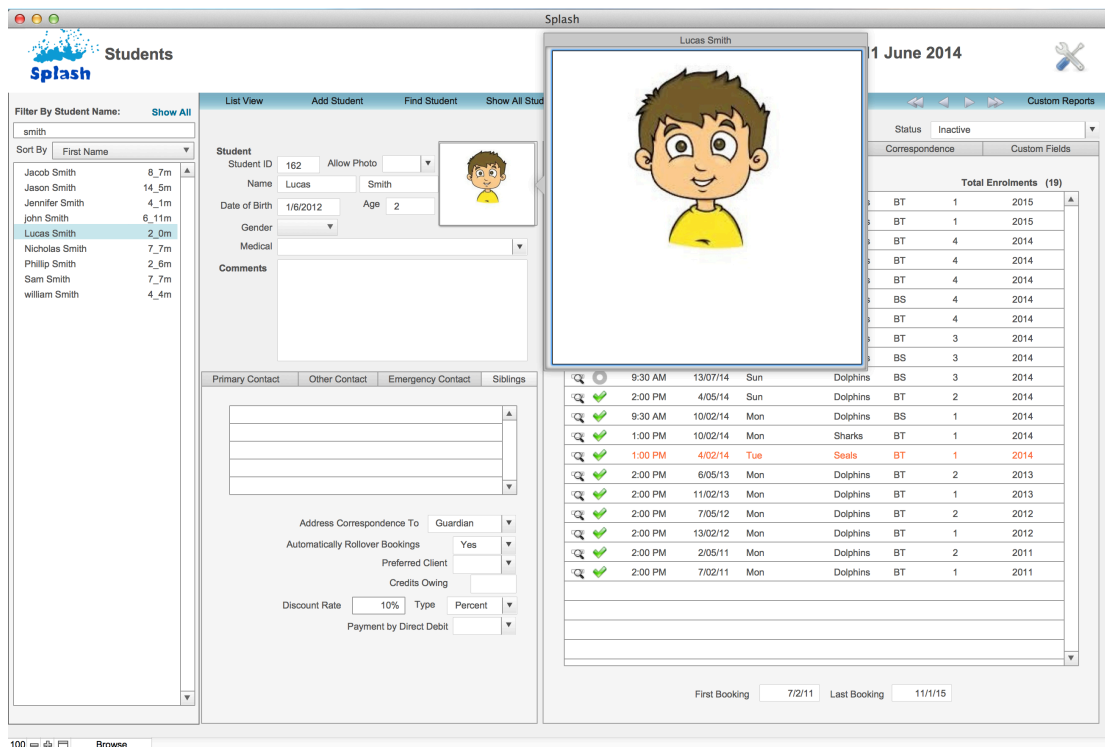 Splash
Splash
Students
11 June 2014
Lucas Smith
Filter By Student Name: Show All
smith
Sort By First Name
Jacob Smith 8_7m
Jason Smith 14_5m
Jennifer Smith 4_1m
john Smith 6_11m
Lucas Smith 2_0m
Nicholas Smith 7_7m
Phillip Smith 2_6m
Sam Smith 7_7m
william Smith 4_4m
List View Add Student Find Student Show All Stud Custom Reports
Status Inactive
Student
Student ID 162 Allow Photo
Name Lucas Smith
Date of Birth 1/6/2012 Age 2
Gender
Medical
Comments
Primary Contact Other Contact Emergency Contact Siblings
Address Correspondence To Guardian
Automatically Rollover Bookings Yes
Preferred Client
Credits Owing
Discount Rate 10% Type Percent
Payment by Direct Debit
Correspondence Custom Fields
Total Enrolments (19)
s BT 1 2015
s BT 1 2015
s BT 4 2014
s BT 4 2014
s BT 4 2014
s BS 4 2014
s BT 4 2014
s BT 3 2014
s BS 3 2014
9:30 AM 13/07/14 Sun Dolphins BS 3 2014
2:00 PM 4/05/14 Sun Dolphins BT 2 2014
9:30 AM 10/02/14 Mon Dolphins BS 1 2014
1:00 PM 10/02/14 Mon Sharks BT 1 2014
1:00 PM 4/02/14 Tue Seals BT 1 2014
2:00 PM 6/05/13 Mon Dolphins BT 2 2013
2:00 PM 11/02/13 Mon Dolphins BT 1 2013
2:00 PM 7/05/12 Mon Dolphins BT 2 2012
2:00 PM 13/02/12 Mon Dolphins BT 1 2012
2:00 PM 2/05/11 Mon Dolphins BT 2 2011
2:00 PM 7/02/11 Mon Dolphins BT 1 2011
First Booking 7/2/11 Last Booking 11/1/15
100 Browse